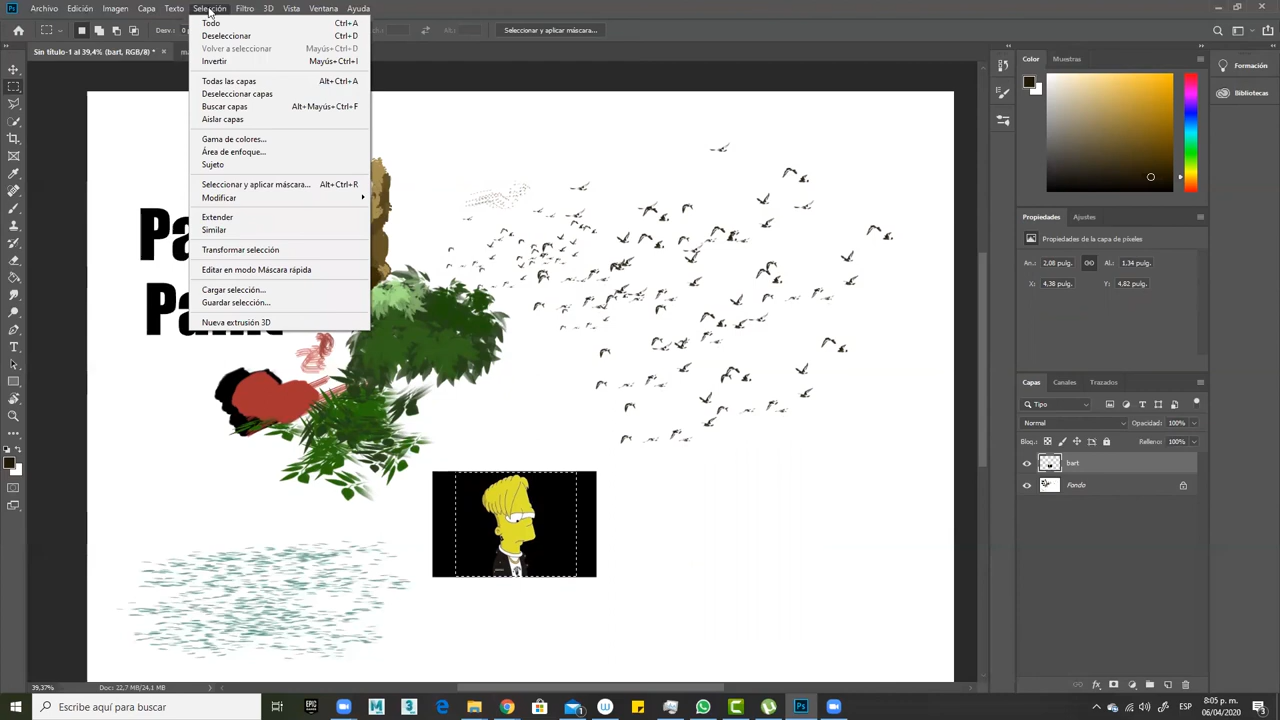 Ps Archivo Edición Imagen Capa Texto Selección Filtro 3D Vista Ventana Ayuda
Alt.: Seleccionar y aplicar máscara...
Sin título-1 al 39,4% (bart, RGB/8) *
Todo Ctrl+A
Deseleccionar Ctrl+D
Volver a seleccionar Mayús+Ctrl+D
Invertir Mayús+Ctrl+I
Todas las capas Alt+Ctrl+A
Deseleccionar capas
Buscar capas Alt+Mayús+Ctrl+F
Aislar capas
Gama de colores...
Área de enfoque...
Sujeto
Seleccionar y aplicar máscara... Alt+Ctrl+R
Modificar
Extender
Similar
Transformar selección
Editar en modo Máscara rápida
Cargar selección...
Guardar selección...
Nueva extrusión 3D
Color Muestras
Información
Bibliotecas
Propiedades Ajustes
Propiedades de la capa de píxeles
An.: 2,08 pulg. Al.: 1,34 pulg.
X: 4,38 pulg. Y: 4,62 pulg.
Capas Canales Trazados
Tipo
Normal Opacidad: 100%
Bloq.: Relleno: 100%
bart
Fondo
39,37% Doc: 22,7 MB/24,1 MB
Escribe aquí para buscar
EPIC
ESP
8:05 p. m.
06/04/2020